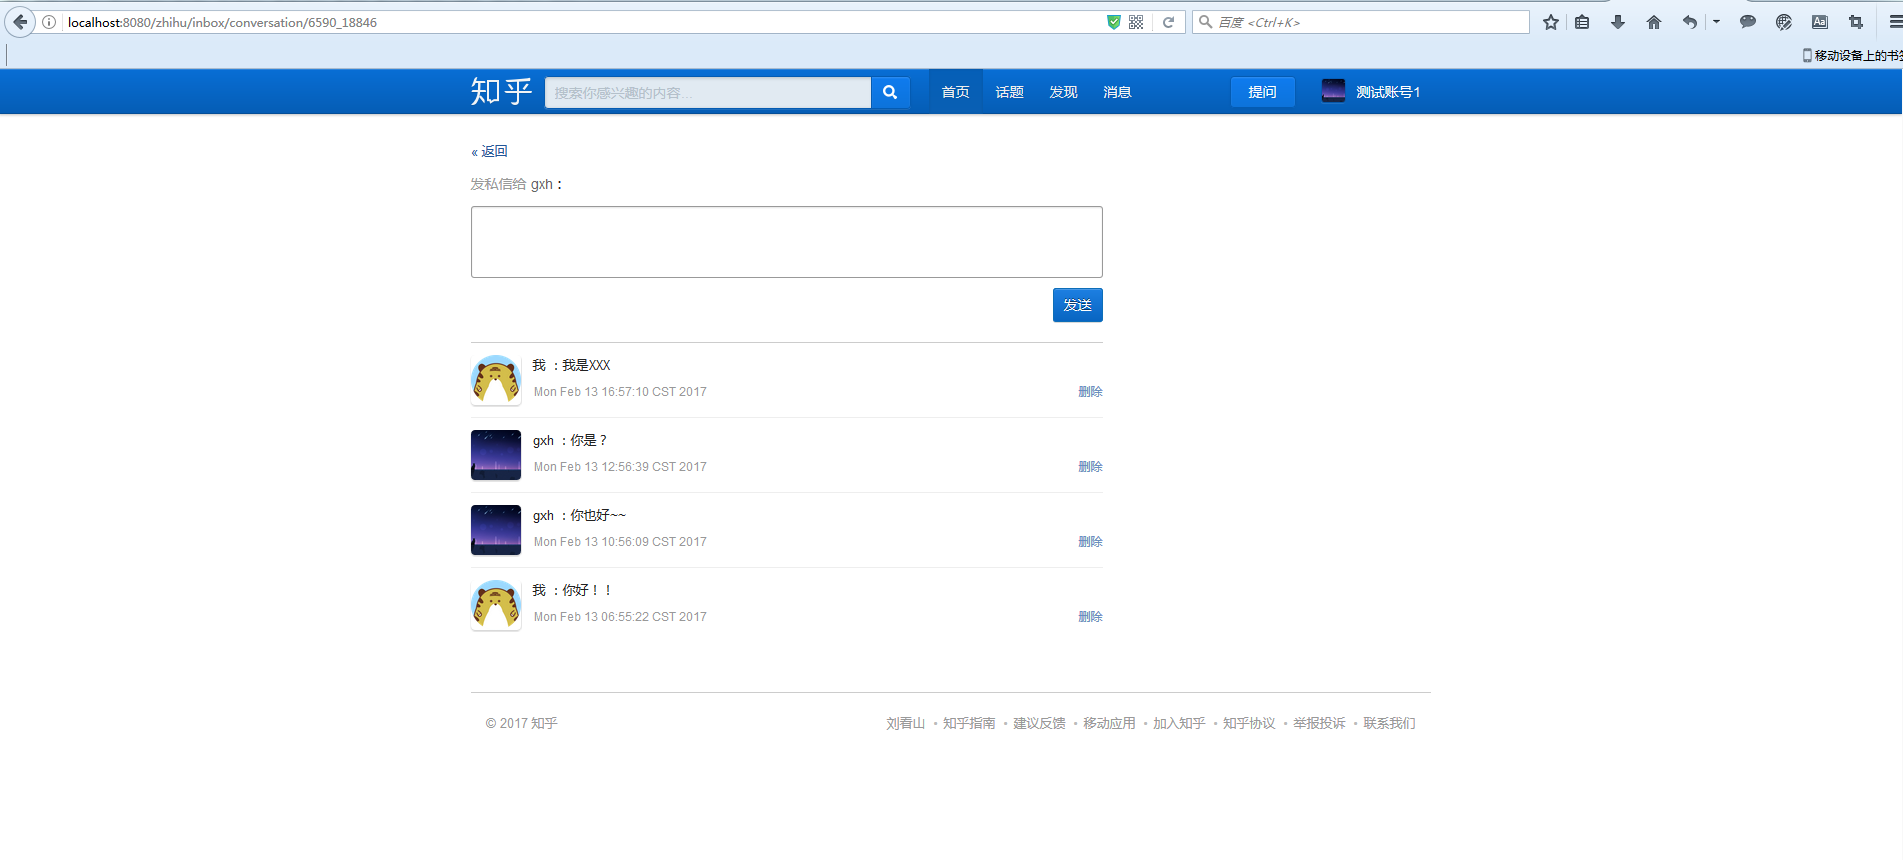 localhost:8080/zhihu/inbox/conversation/6590_18846
百度 <Ctrl+K>
移动设备上的书
知乎
搜索你感兴趣的内容...
首页
话题
发现
消息
提问
测试账号1
« 返回
发私信给 gxh：
发送
我 ：我是XXX
Mon Feb 13 16:57:10 CST 2017
删除
gxh ：你是？
Mon Feb 13 12:56:39 CST 2017
删除
gxh ：你也好~~
Mon Feb 13 10:56:09 CST 2017
删除
我 ：你好！！
Mon Feb 13 06:55:22 CST 2017
删除
© 2017 知乎
刘看山 • 知乎指南 • 建议反馈 • 移动应用 • 加入知乎 • 知乎协议 • 举报投诉 • 联系我们